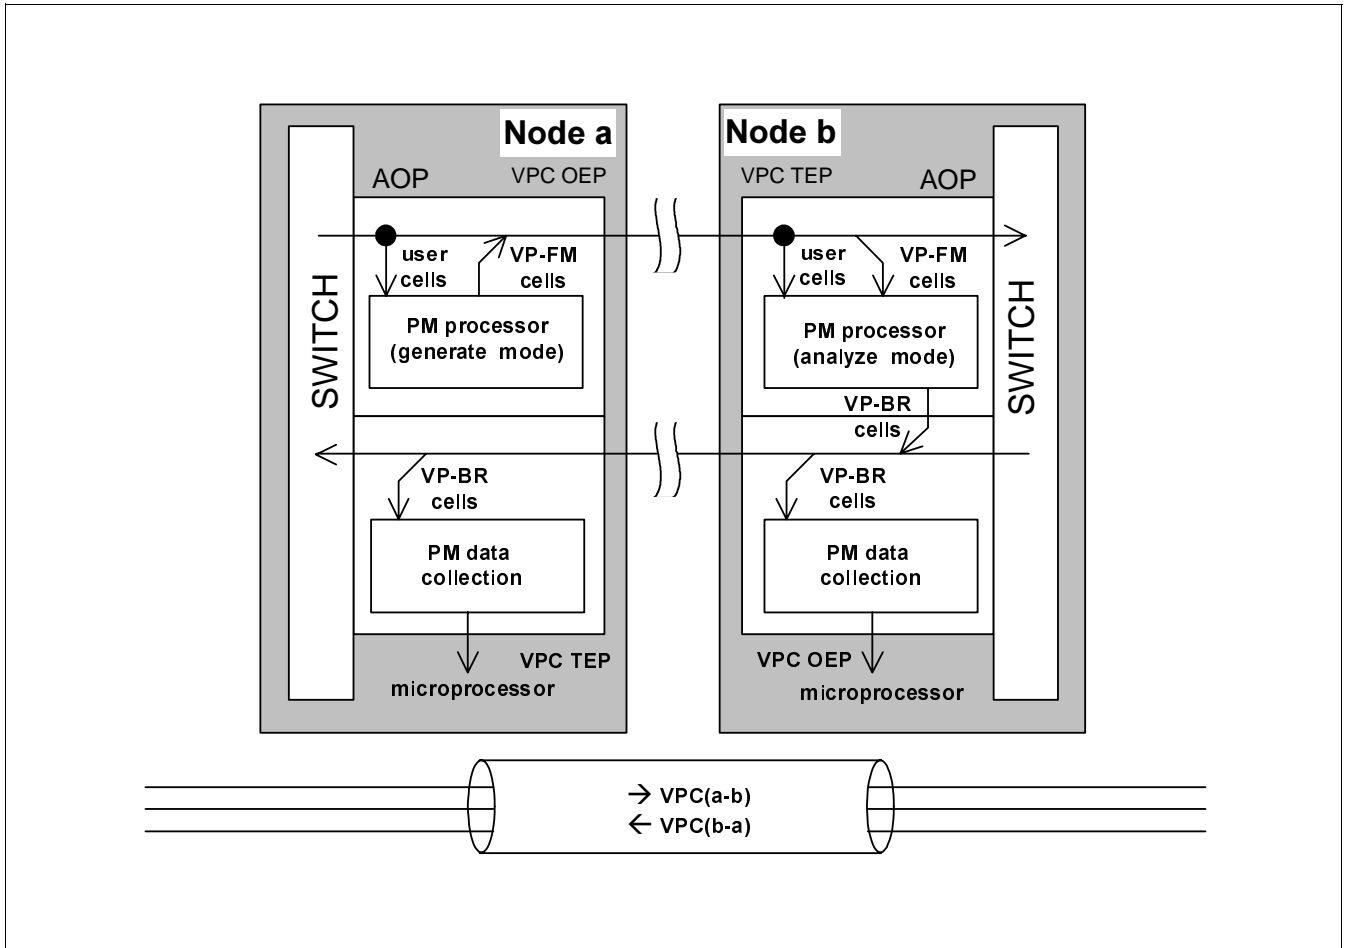 Node a
AOP
VPC OEP
SWITCH
user
cells
VP-FM
cells
PM processor
(generate mode)
VP-BR
cells
PM data
collection
VPC TEP
microprocessor
Node b
VPC TEP
AOP
SWITCH
user
cells
VP-FM
cells
PM processor
(analyze mode)
VP-BR
cells
VP-BR
cells
PM data
collection
VPC OEP
microprocessor
→ VPC(a-b)
← VPC(b-a)